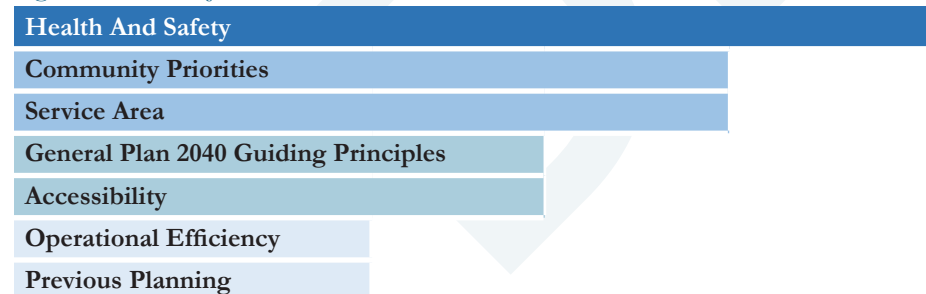 Health And Safety
Community Priorities
Service Area
General Plan 2040 Guiding Principles
Accessibility
Operational Efficiency
Previous Planning